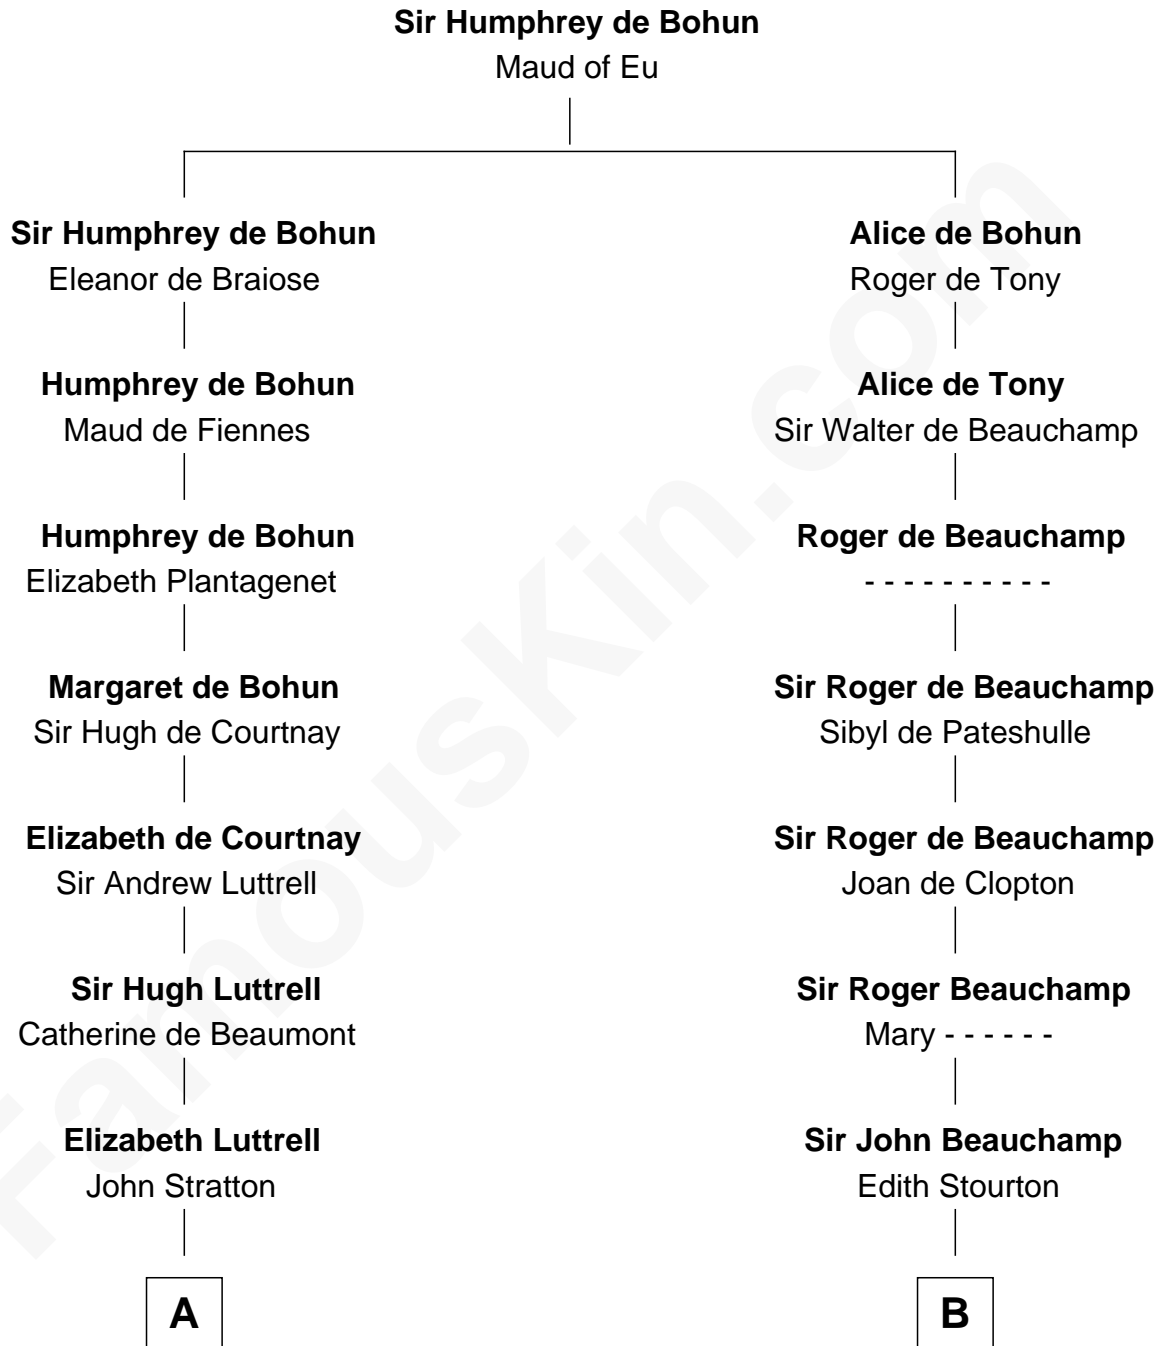 Sir Humphrey de Bohun
Maud of Eu
Sir Humphrey de Bohun
Eleanor de Braiose
Alice de Bohun
Roger de Tony
Humphrey de Bohun
Maud de Fiennes
Alice de Tony
Sir Walter de Beauchamp
Humphrey de Bohun
Elizabeth Plantagenet
Roger de Beauchamp
- - - - - - - - - -
Margaret de Bohun
Sir Hugh de Courtnay
Sir Roger de Beauchamp
Sibyl de Pateshulle
Elizabeth de Courtnay
Sir Andrew Luttrell
Sir Roger de Beauchamp
Joan de Clopton
Sir Hugh Luttrell
Catherine de Beaumont
Sir Roger Beauchamp
Mary - - - - - -
Elizabeth Luttrell
John Stratton
Sir John Beauchamp
Edith Stourton
A
B
FamousKin.com